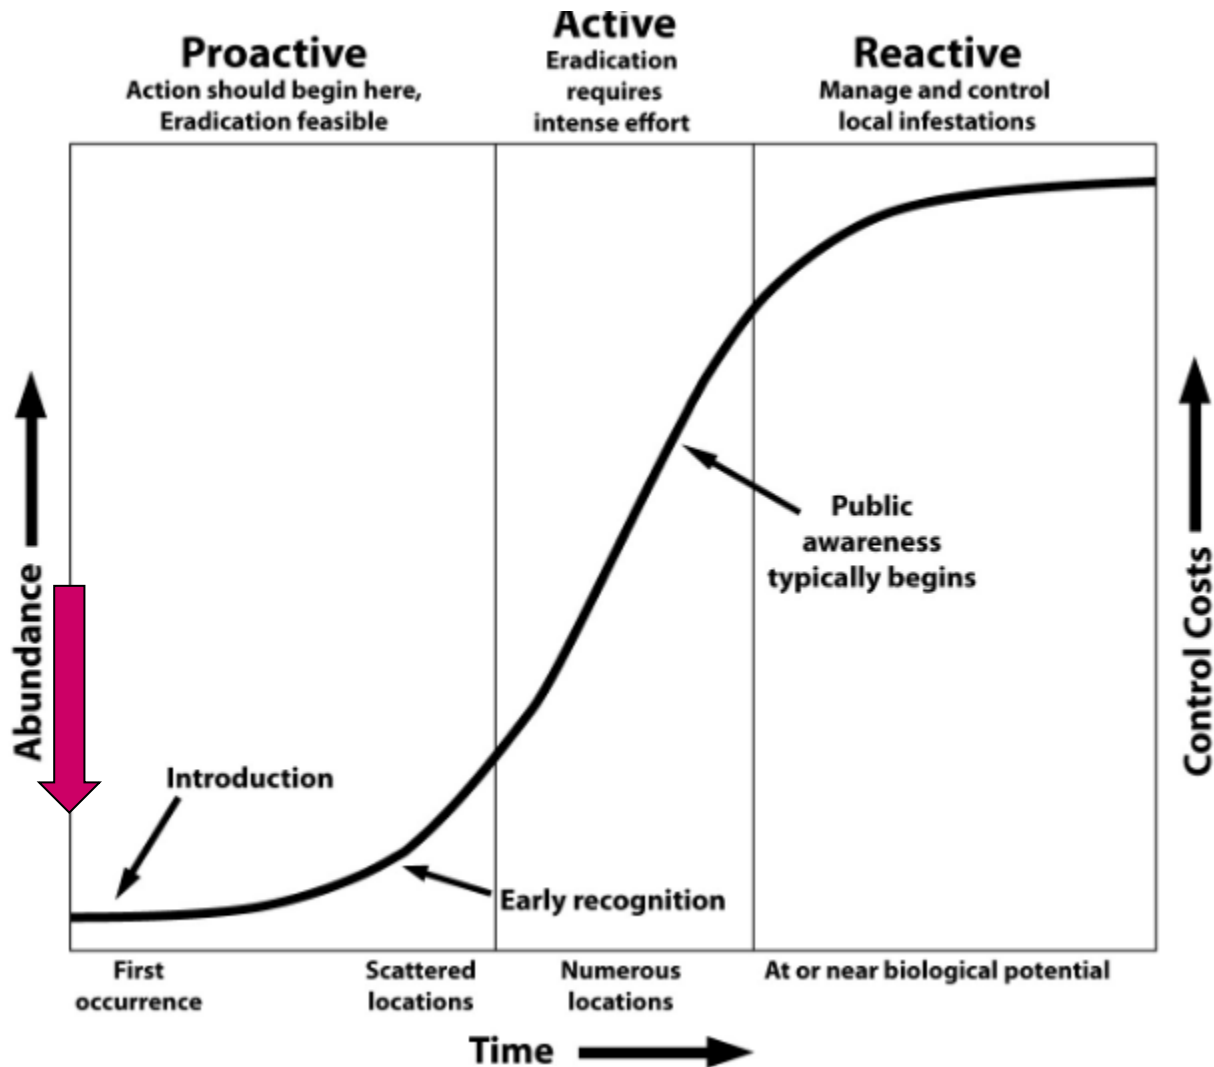 Proactive
Action should begin here,
Eradication feasible
Active
Eradication
requires
intense effort
Reactive
Manage and control
local infestations
Abundance
Control Costs
Introduction
Early recognition
Public
awareness
typically begins
First
occurrence
Scattered
locations
Numerous
locations
At or near biological potential
Time